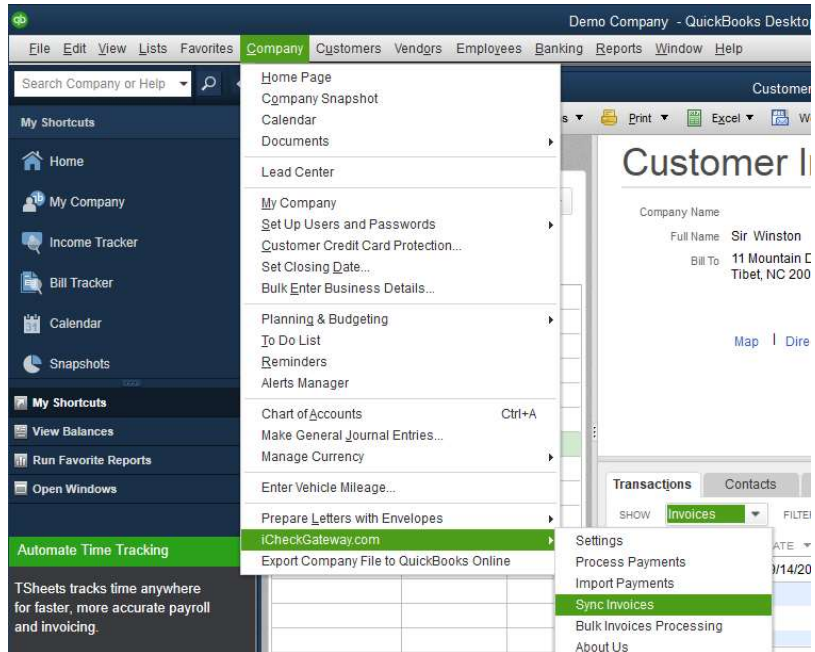 qb
Demo Company - QuickBooks Deskto
File Edit View Lists Favorites Company Customers Vendors Employees Banking Reports Window Help
Search Company or Help
My Shortcuts
Home
My Company
Income Tracker
Bill Tracker
Calendar
Snapshots
My Shortcuts
View Balances
Run Favorite Reports
Open Windows
Automate Time Tracking
TSheets tracks time anywhere
for faster, more accurate payroll
and invoicing.
Home Page
Company Snapshot
Calendar
Documents
Lead Center
My Company
Set Up Users and Passwords
Customer Credit Card Protection...
Set Closing Date...
Bulk Enter Business Details...
Planning & Budgeting
To Do List
Reminders
Alerts Manager
Chart of Accounts Ctrl+A
Make General Journal Entries...
Manage Currency
Enter Vehicle Mileage...
Prepare Letters with Envelopes
iCheckGateway.com
Export Company File to QuickBooks Online
Settings
Process Payments
Import Payments
Sync Invoices
Bulk Invoices Processing
About Us
Customer
s Print Excel W
Customer I
Company Name
Full Name Sir Winston
Bill To 11 Mountain D
Tibet, NC 200
Map Dire
Transactions Contacts
SHOW Invoices FILTE
ATE
9/14/20